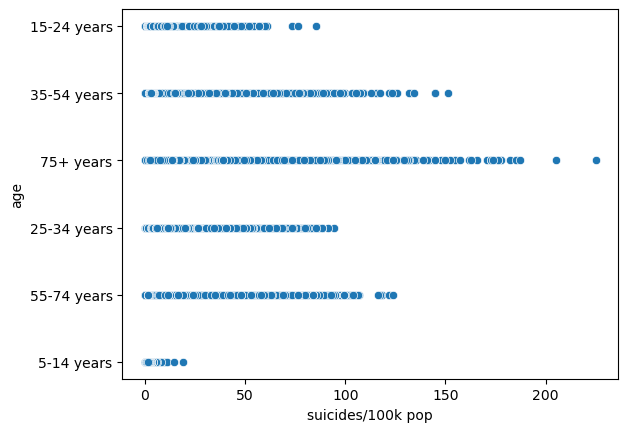 15-24 years
35-54 years
75+ years
25-34 years
55-74 years
5-14 years
age
0 50 100 150 200
suicides/100k pop